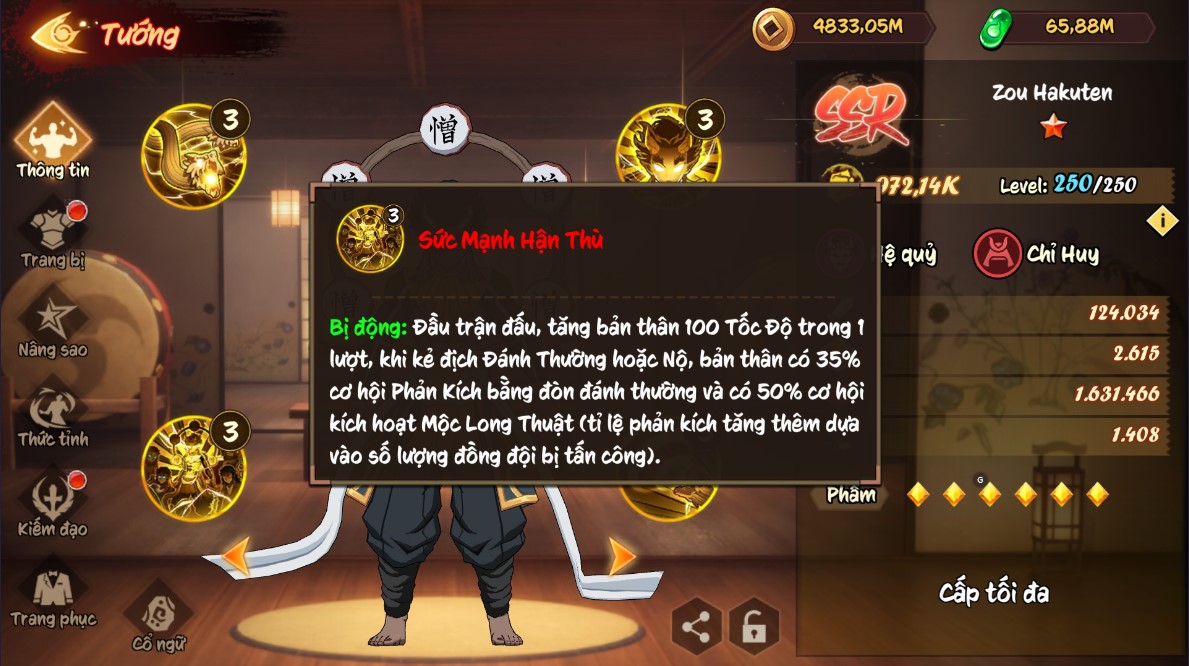 Tướng
4833,05M
65,88M
SSR
Zou Hakuten
072,14K
Level: 250/250
Thông tin
3
憎
3
Trang bị
3
Sức Mạnh Hận Thù
Hệ quỷ
Chỉ Huy
Bị động: Đầu trận đấu, tăng bản thân 100 Tốc Độ trong 1
lượt, khi kẻ địch Đánh Thường hoặc Nộ, bản thân có 35%
cơ hội Phản Kích bằng đòn đánh thường và có 50% cơ hội
kích hoạt Mộc Long Thuật (tỉ lệ phản kích tăng thêm dựa
vào số lượng đồng đội bị tấn công).
124.034
2.615
1.631.466
1.408
Nâng sao
Thức tỉnh
3
Phẩm
G
Kiếm đạo
Trang phục
Cổ ngữ
Cấp tối đa